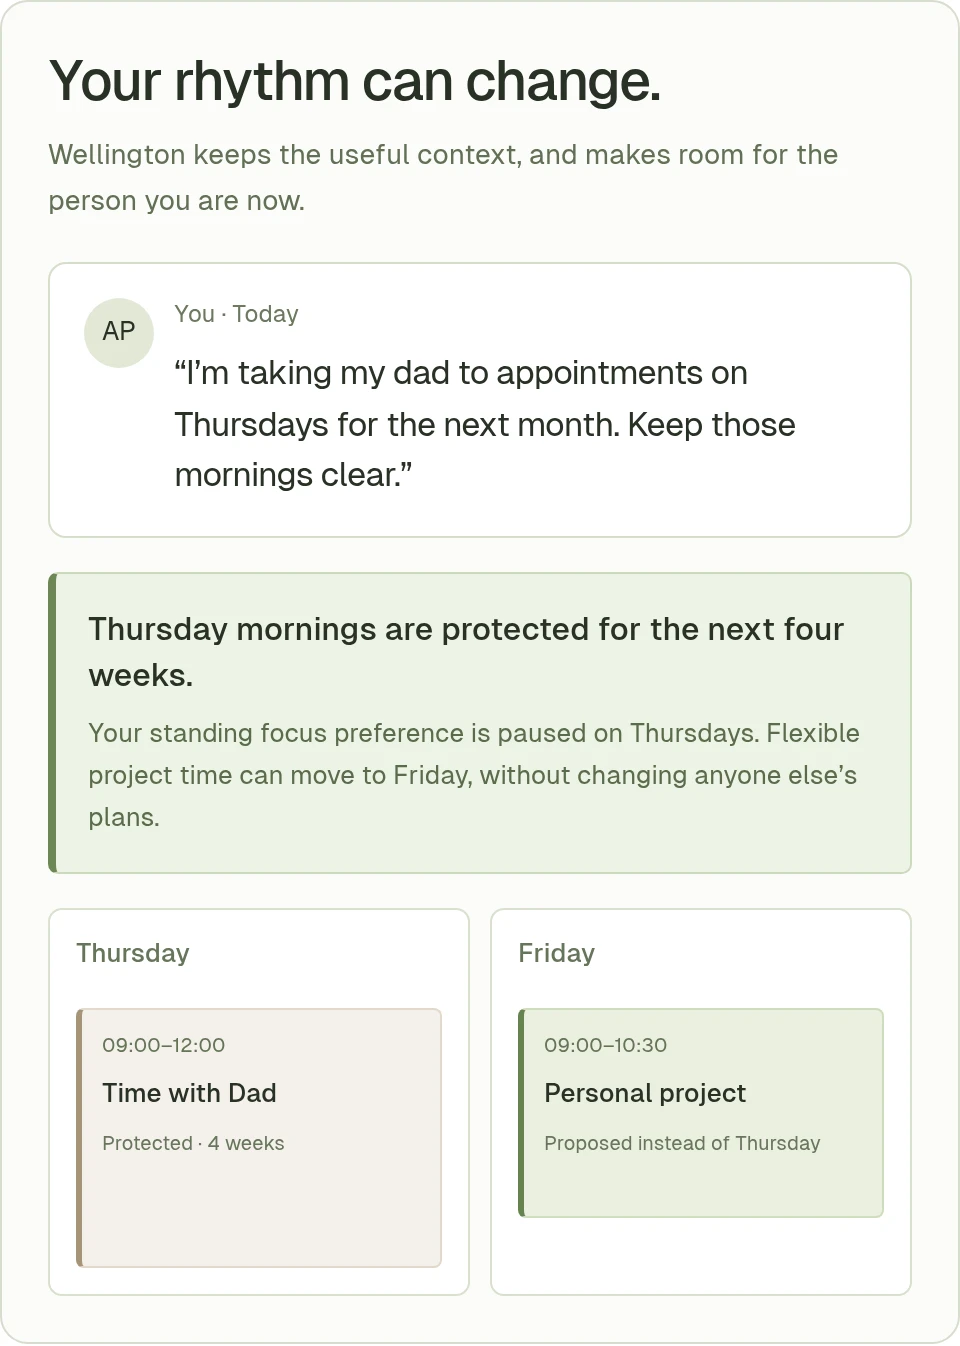 Your rhythm can change.
Wellington keeps the useful context, and makes room for the
person you are now.
AP
You · Today
“I’m taking my dad to appointments on
Thursdays for the next month. Keep those
mornings clear.”
Thursday mornings are protected for the next four
weeks.
Your standing focus preference is paused on Thursdays. Flexible
project time can move to Friday, without changing anyone else’s
plans.
Thursday
09:00–12:00
Time with Dad
Protected · 4 weeks
Friday
09:00–10:30
Personal project
Proposed instead of Thursday